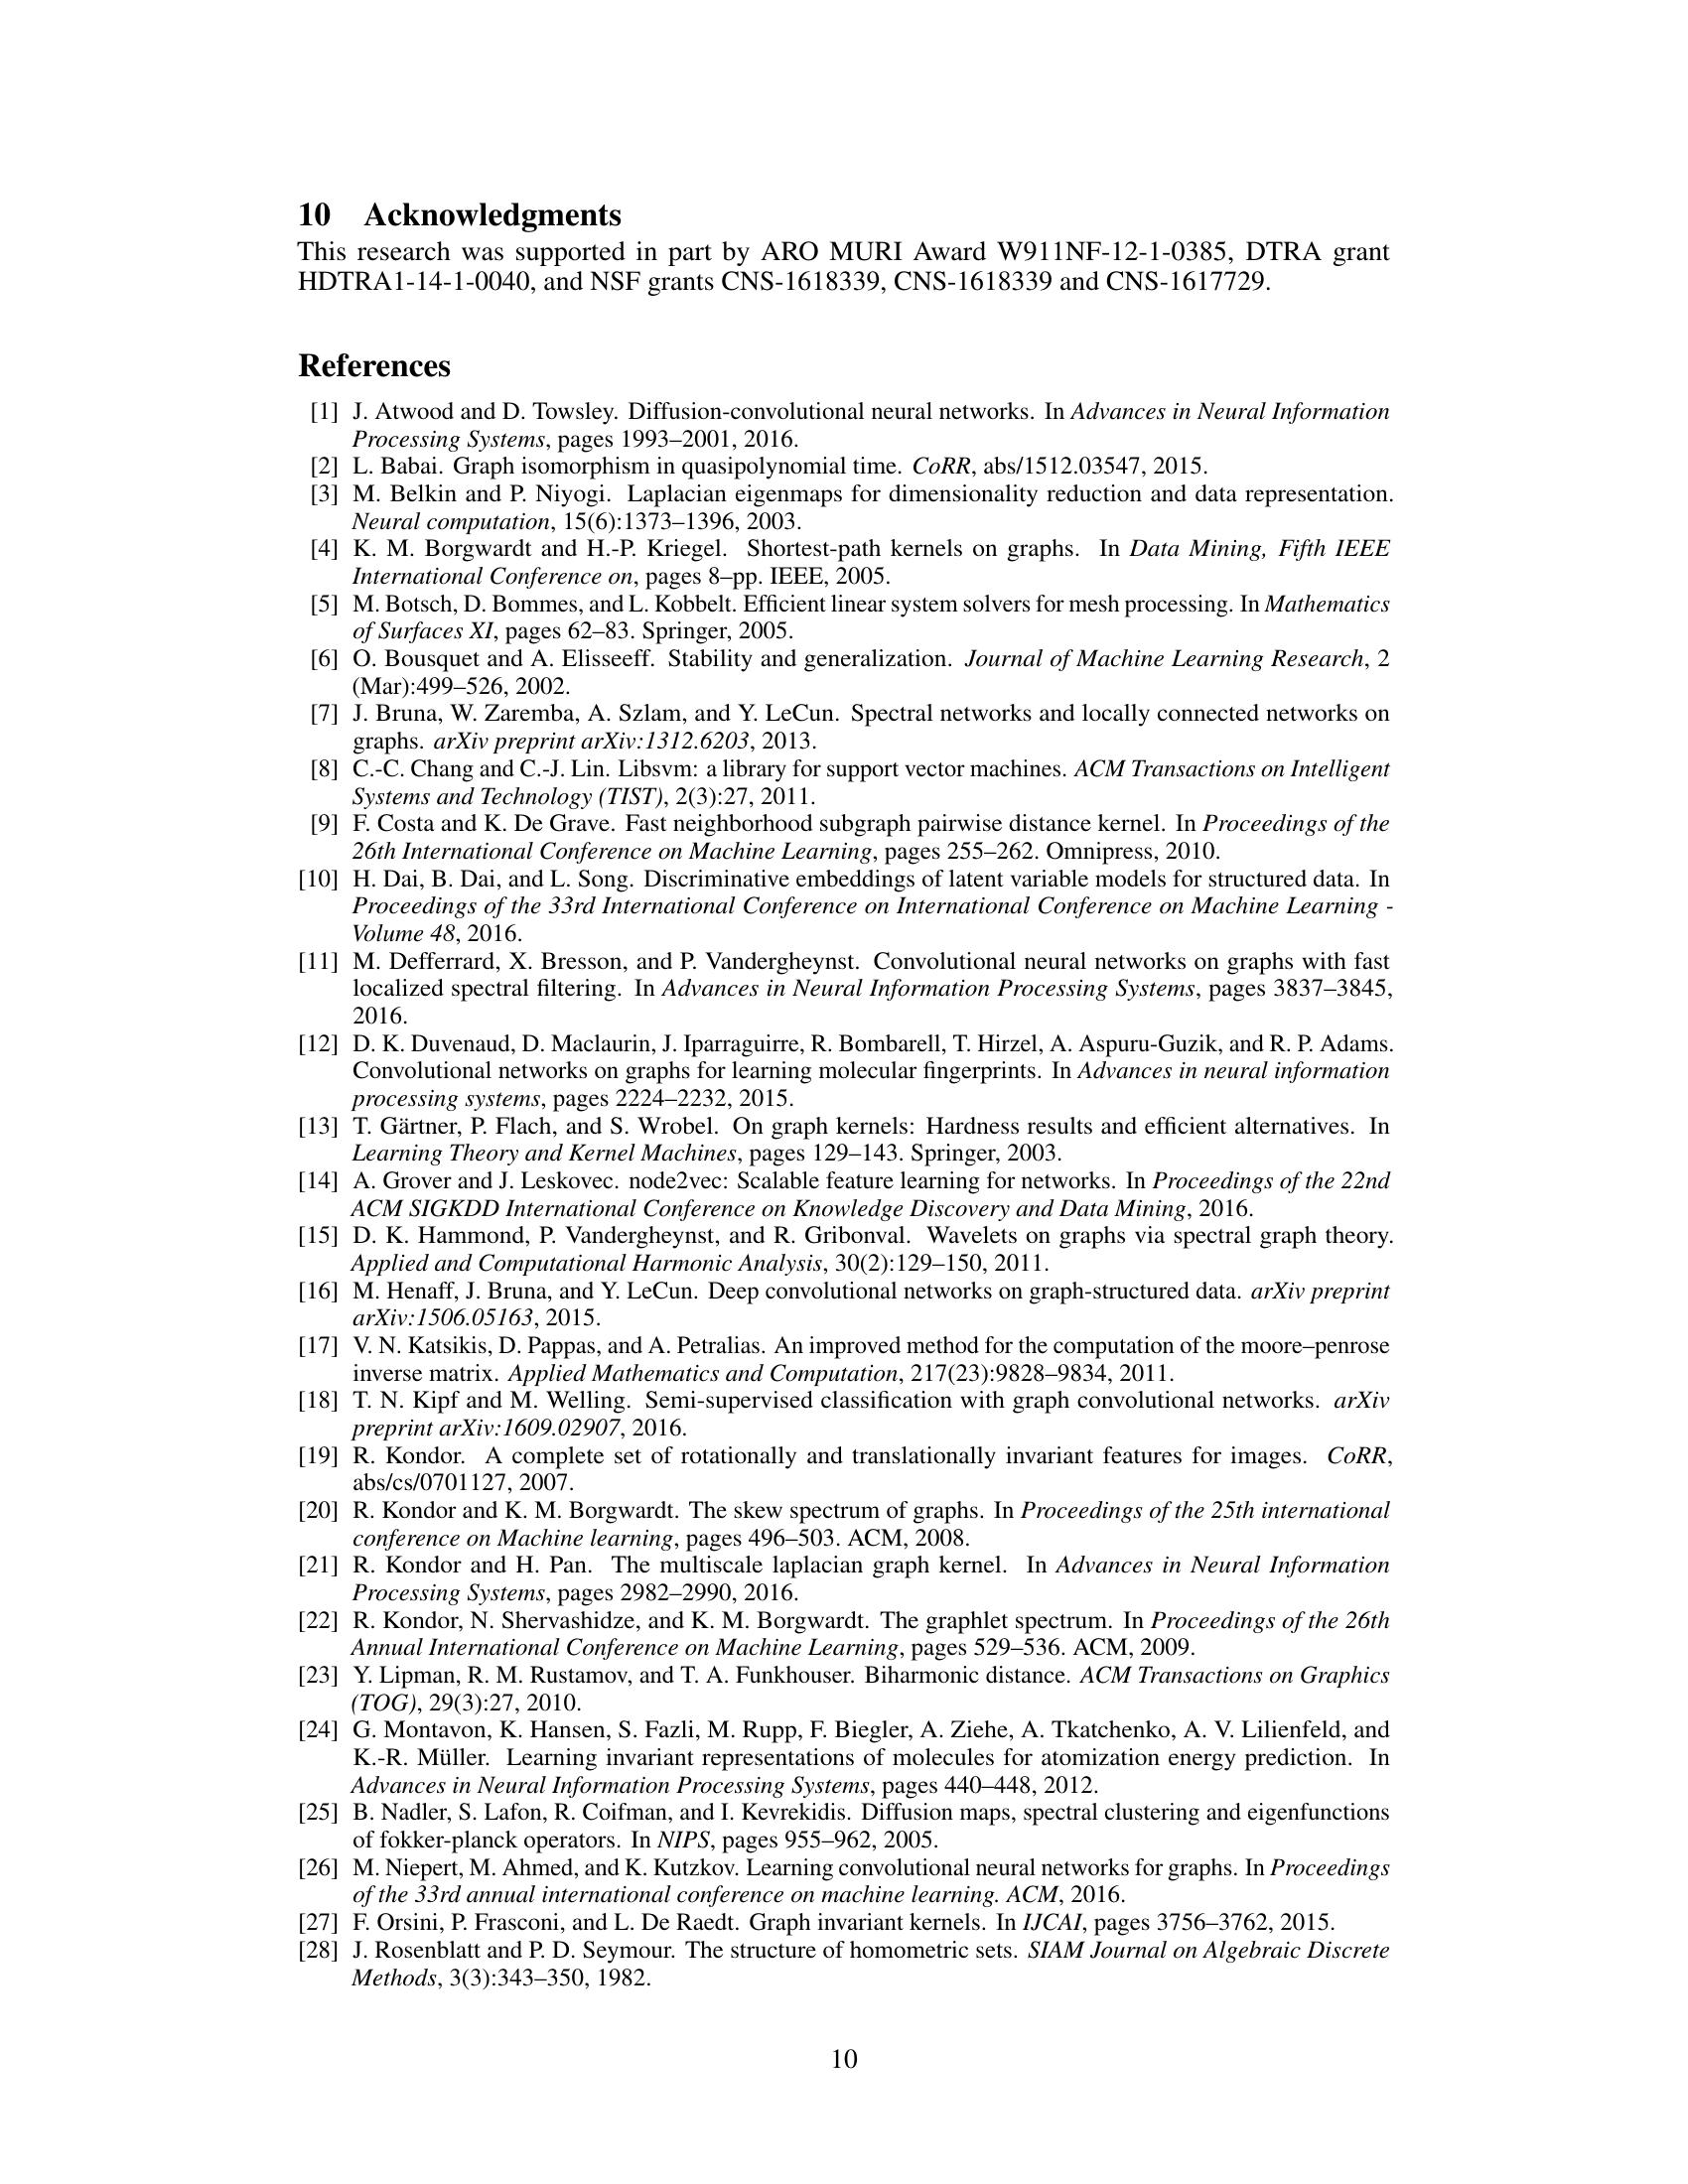 10 Acknowledgments
This research was supported in part by ARO MURI Award W911NF-12-1-0385, DTRA grant
HDTRA1-14-1-0040, and NSF grants CNS-1618339, CNS-1618339 and CNS-1617729.
References
[1] J. Atwood and D. Towsley. Diffusion-convolutional neural networks. In Advances in Neural Information
Processing Systems, pages 1993–2001, 2016.
[2] L. Babai. Graph isomorphism in quasipolynomial time. CoRR, abs/1512.03547, 2015.
[3] M. Belkin and P. Niyogi. Laplacian eigenmaps for dimensionality reduction and data representation.
Neural computation, 15(6):1373–1396, 2003.
[4] K. M. Borgwardt and H.-P. Kriegel. Shortest-path kernels on graphs. In Data Mining, Fifth IEEE
International Conference on, pages 8–pp. IEEE, 2005.
[5] M. Botsch, D. Bommes, and L. Kobbelt. Efficient linear system solvers for mesh processing. In Mathematics
of Surfaces XI, pages 62–83. Springer, 2005.
[6] O. Bousquet and A. Elisseeff. Stability and generalization. Journal of Machine Learning Research, 2
(Mar):499–526, 2002.
[7] J. Bruna, W. Zaremba, A. Szlam, and Y. LeCun. Spectral networks and locally connected networks on
graphs. arXiv preprint arXiv:1312.6203, 2013.
[8] C.-C. Chang and C.-J. Lin. Libsvm: a library for support vector machines. ACM Transactions on Intelligent
Systems and Technology (TIST), 2(3):27, 2011.
[9] F. Costa and K. De Grave. Fast neighborhood subgraph pairwise distance kernel. In Proceedings of the
26th International Conference on Machine Learning, pages 255–262. Omnipress, 2010.
[10] H. Dai, B. Dai, and L. Song. Discriminative embeddings of latent variable models for structured data. In
Proceedings of the 33rd International Conference on International Conference on Machine Learning -
Volume 48, 2016.
[11] M. Defferrard, X. Bresson, and P. Vandergheynst. Convolutional neural networks on graphs with fast
localized spectral filtering. In Advances in Neural Information Processing Systems, pages 3837–3845,
2016.
[12] D. K. Duvenaud, D. Maclaurin, J. Iparraguirre, R. Bombarell, T. Hirzel, A. Aspuru-Guzik, and R. P. Adams.
Convolutional networks on graphs for learning molecular fingerprints. In Advances in neural information
processing systems, pages 2224–2232, 2015.
[13] T. Gärtner, P. Flach, and S. Wrobel. On graph kernels: Hardness results and efficient alternatives. In
Learning Theory and Kernel Machines, pages 129–143. Springer, 2003.
[14] A. Grover and J. Leskovec. node2vec: Scalable feature learning for networks. In Proceedings of the 22nd
ACM SIGKDD International Conference on Knowledge Discovery and Data Mining, 2016.
[15] D. K. Hammond, P. Vandergheynst, and R. Gribonval. Wavelets on graphs via spectral graph theory.
Applied and Computational Harmonic Analysis, 30(2):129–150, 2011.
[16] M. Henaff, J. Bruna, and Y. LeCun. Deep convolutional networks on graph-structured data. arXiv preprint
arXiv:1506.05163, 2015.
[17] V. N. Katsikis, D. Pappas, and A. Petralias. An improved method for the computation of the moore–penrose
inverse matrix. Applied Mathematics and Computation, 217(23):9828–9834, 2011.
[18] T. N. Kipf and M. Welling. Semi-supervised classification with graph convolutional networks. arXiv
preprint arXiv:1609.02907, 2016.
[19] R. Kondor. A complete set of rotationally and translationally invariant features for images. CoRR,
abs/cs/0701127, 2007.
[20] R. Kondor and K. M. Borgwardt. The skew spectrum of graphs. In Proceedings of the 25th international
conference on Machine learning, pages 496–503. ACM, 2008.
[21] R. Kondor and H. Pan. The multiscale laplacian graph kernel. In Advances in Neural Information
Processing Systems, pages 2982–2990, 2016.
[22] R. Kondor, N. Shervashidze, and K. M. Borgwardt. The graphlet spectrum. In Proceedings of the 26th
Annual International Conference on Machine Learning, pages 529–536. ACM, 2009.
[23] Y. Lipman, R. M. Rustamov, and T. A. Funkhouser. Biharmonic distance. ACM Transactions on Graphics
(TOG), 29(3):27, 2010.
[24] G. Montavon, K. Hansen, S. Fazli, M. Rupp, F. Biegler, A. Ziehe, A. Tkatchenko, A. V. Lilienfeld, and
K.-R. Müller. Learning invariant representations of molecules for atomization energy prediction. In
Advances in Neural Information Processing Systems, pages 440–448, 2012.
[25] B. Nadler, S. Lafon, R. Coifman, and I. Kevrekidis. Diffusion maps, spectral clustering and eigenfunctions
of fokker-planck operators. In NIPS, pages 955–962, 2005.
[26] M. Niepert, M. Ahmed, and K. Kutzkov. Learning convolutional neural networks for graphs. In Proceedings
of the 33rd annual international conference on machine learning. ACM, 2016.
[27] F. Orsini, P. Frasconi, and L. De Raedt. Graph invariant kernels. In IJCAI, pages 3756–3762, 2015.
[28] J. Rosenblatt and P. D. Seymour. The structure of homometric sets. SIAM Journal on Algebraic Discrete
Methods, 3(3):343–350, 1982.
10